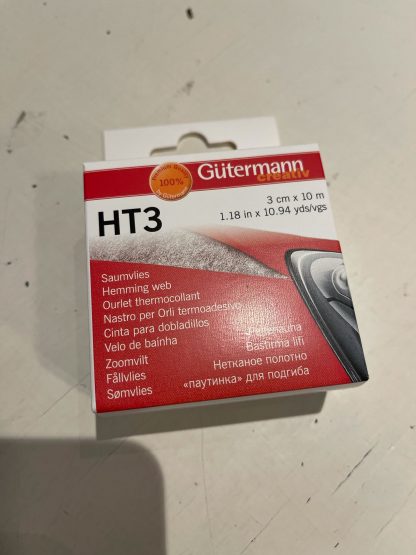 Gütermann
creativ
100%
HT3
3 cm x 10 m
1.18 in x 10.94 yds/vgs
Saumvlies
Hemming web
Ourlet thermocollant
Nastro per Orli termoadesivo
Cinta para dobladillos
Velo de bainha
Zoomvilt
Fållvlies
Sømvlies
Bastırma lifi
Нетканое полотно
«паутинка» для подгиба